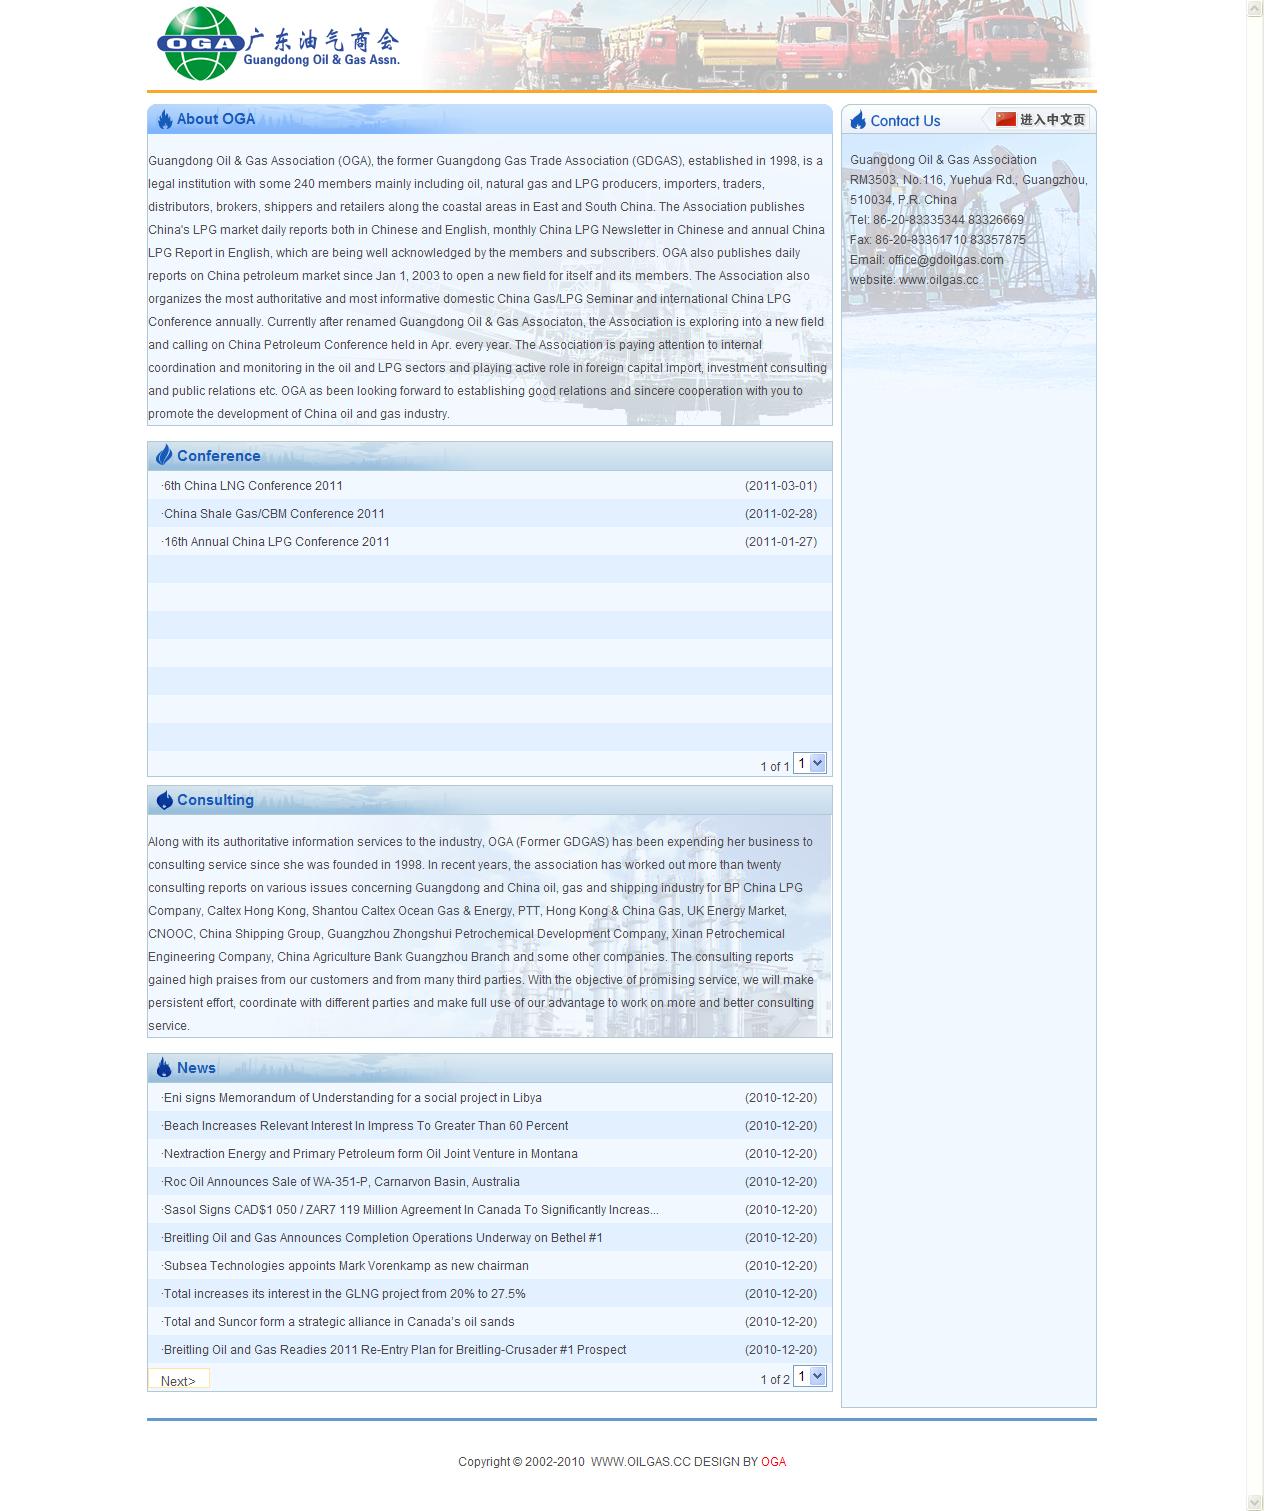 OGA 广东油气商会
Guangdong Oil & Gas Assn.
About OGA
Guangdong Oil & Gas Association (OGA), the former Guangdong Gas Trade Association (GDGAS), established in 1998, is a
legal institution with some 240 members mainly including oil, natural gas and LPG producers, importers, traders,
distributors, brokers, shippers and retailers along the coastal areas in East and South China. The Association publishes
China's LPG market daily reports both in Chinese and English, monthly China LPG Newsletter in Chinese and annual China
LPG Report in English, which are being well acknowledged by the members and subscribers. OGA also publishes daily
reports on China petroleum market since Jan 1, 2003 to open a new field for itself and its members. The Association also
organizes the most authoritative and most informative domestic China Gas/LPG Seminar and international China LPG
Conference annually. Currently after renamed Guangdong Oil & Gas Associaton, the Association is exploring into a new field
and calling on China Petroleum Conference held in Apr. every year. The Association is paying attention to internal
coordination and monitoring in the oil and LPG sectors and playing active role in foreign capital import, investment consulting
and public relations etc. OGA as been looking forward to establishing good relations and sincere cooperation with you to
promote the development of China oil and gas industry.
Contact Us 进入中文页
Guangdong Oil & Gas Association
RM3503, No.116, Yuehua Rd., Guangzhou,
510034, P.R. China
Tel: 86-20-83335344 83326669
Fax: 86-20-83361710 83357875
Email: office@gdoilgas.com
website: www.oilgas.cc
Conference
·6th China LNG Conference 2011 (2011-03-01)
·China Shale Gas/CBM Conference 2011 (2011-02-28)
·16th Annual China LPG Conference 2011 (2011-01-27)
1 of 1 1
Consulting
Along with its authoritative information services to the industry, OGA (Former GDGAS) has been expending her business to
consulting service since she was founded in 1998. In recent years, the association has worked out more than twenty
consulting reports on various issues concerning Guangdong and China oil, gas and shipping industry for BP China LPG
Company, Caltex Hong Kong, Shantou Caltex Ocean Gas & Energy, PTT, Hong Kong & China Gas, UK Energy Market,
CNOOC, China Shipping Group, Guangzhou Zhongshui Petrochemical Development Company, Xinan Petrochemical
Engineering Company, China Agriculture Bank Guangzhou Branch and some other companies. The consulting reports
gained high praises from our customers and from many third parties. With the objective of promising service, we will make
persistent effort, coordinate with different parties and make full use of our advantage to work on more and better consulting
service.
News
·Eni signs Memorandum of Understanding for a social project in Libya (2010-12-20)
·Beach Increases Relevant Interest In Impress To Greater Than 60 Percent (2010-12-20)
·Nextraction Energy and Primary Petroleum form Oil Joint Venture in Montana (2010-12-20)
·Roc Oil Announces Sale of WA-351-P, Carnarvon Basin, Australia (2010-12-20)
·Sasol Signs CAD$1 050 / ZAR7 119 Million Agreement In Canada To Significantly Increas... (2010-12-20)
·Breitling Oil and Gas Announces Completion Operations Underway on Bethel #1 (2010-12-20)
·Subsea Technologies appoints Mark Vorenkamp as new chairman (2010-12-20)
·Total increases its interest in the GLNG project from 20% to 27.5% (2010-12-20)
·Total and Suncor form a strategic alliance in Canada's oil sands (2010-12-20)
·Breitling Oil and Gas Readies 2011 Re-Entry Plan for Breitling-Crusader #1 Prospect (2010-12-20)
Next> 1 of 2 1
Copyright © 2002-2010 WWW.OILGAS.CC DESIGN BY OGA